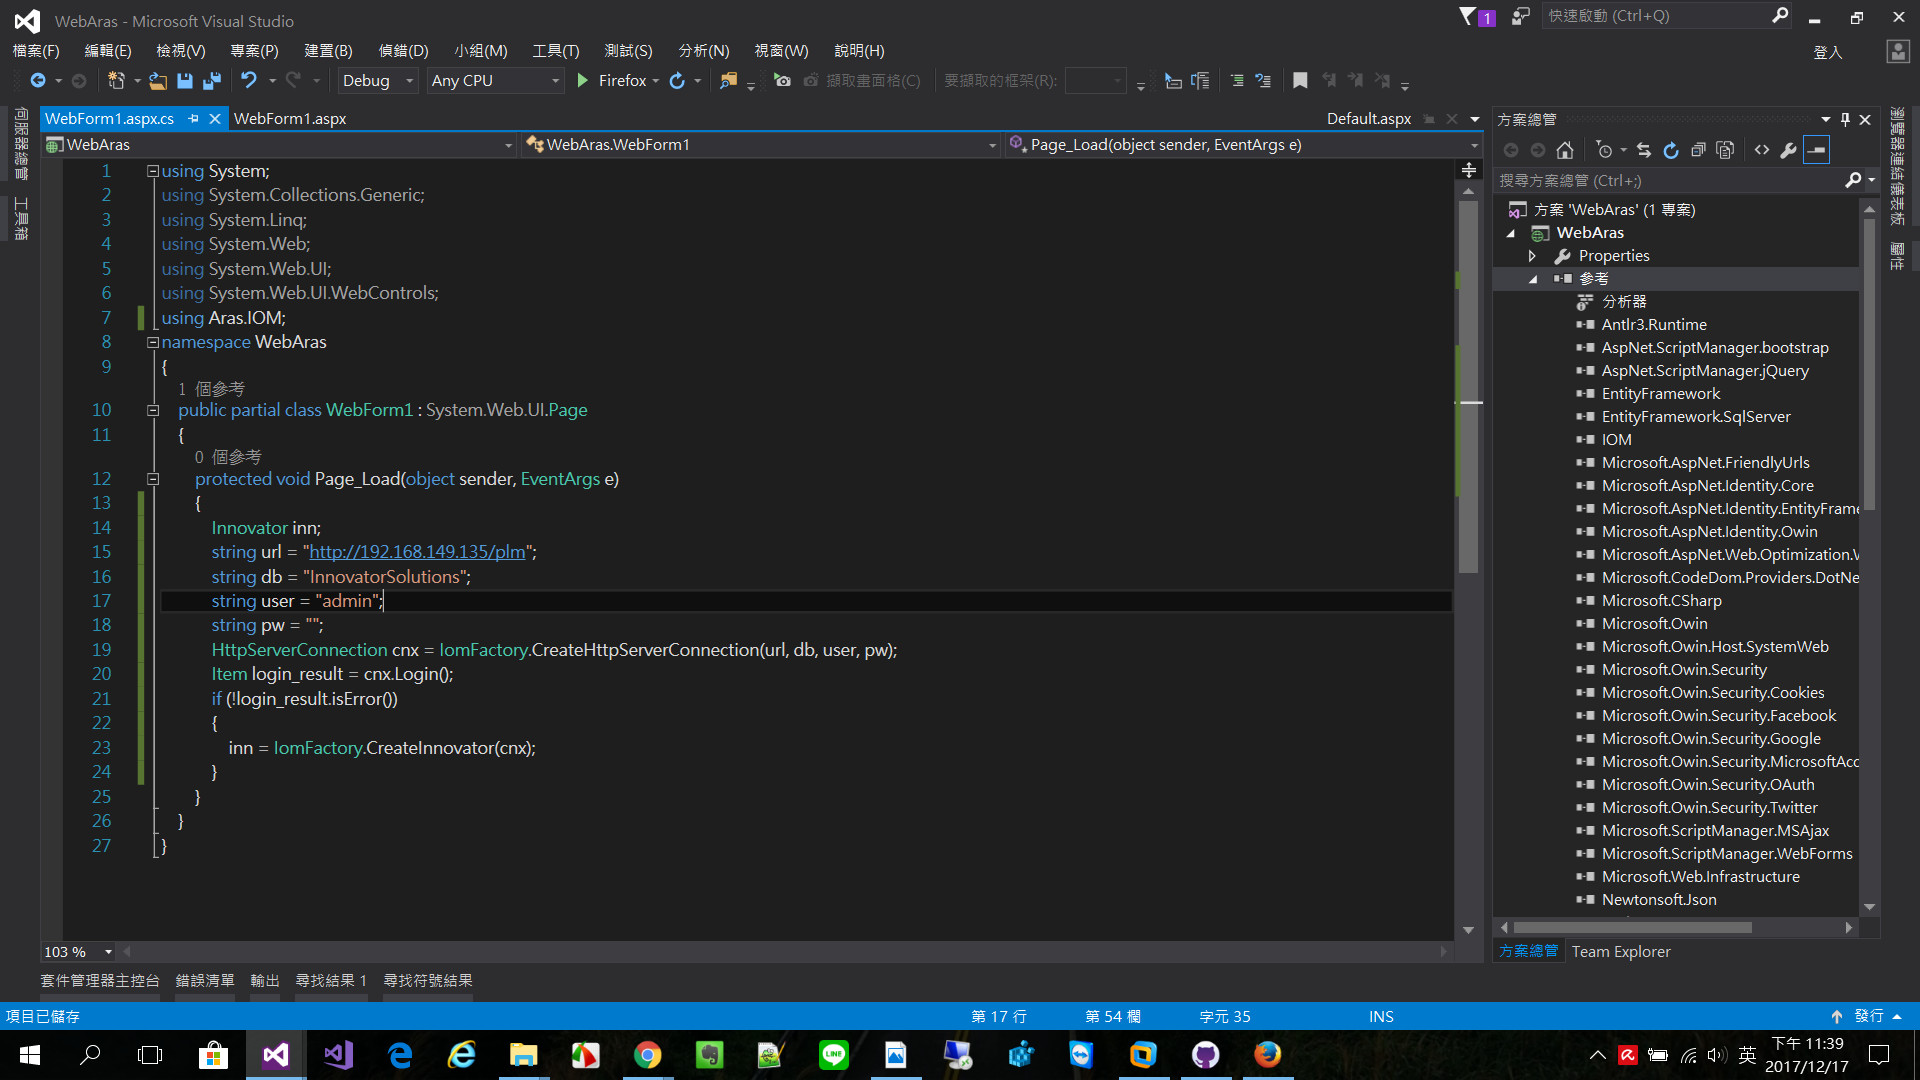 WebAras - Microsoft Visual Studio
1
快速啟動 (Ctrl+Q)
檔案(F) 編輯(E) 檢視(V) 專案(P) 建置(B) 偵錯(D) 小組(M) 工具(T) 測試(S) 分析(N) 視窗(W) 說明(H)
登入
Debug Any CPU Firefox 擷取畫面格(C) 要擷取的框架(R):
伺服器總管
工具箱
WebForm1.aspx.cs WebForm1.aspx Default.aspx
WebAras WebAras.WebForm1 Page_Load(object sender, EventArgs e)
1 using System;
2 using System.Collections.Generic;
3 using System.Linq;
4 using System.Web;
5 using System.Web.UI;
6 using System.Web.UI.WebControls;
7 using Aras.IOM;
8 namespace WebAras
9 {
1 個參考
10 public partial class WebForm1 : System.Web.UI.Page
11 {
0 個參考
12 protected void Page_Load(object sender, EventArgs e)
13 {
14 Innovator inn;
15 string url = "http://192.168.149.135/plm";
16 string db = "InnovatorSolutions";
17 string user = "admin";
18 string pw = "";
19 HttpServerConnection cnx = IomFactory.CreateHttpServerConnection(url, db, user, pw);
20 Item login_result = cnx.Login();
21 if (!login_result.isError())
22 {
23 inn = IomFactory.CreateInnovator(cnx);
24 }
25 }
26 }
27 }
103 %
方案總管
搜尋方案總管 (Ctrl+;)
方案 'WebAras' (1 專案)
WebAras
Properties
參考
分析器
Antlr3.Runtime
AspNet.ScriptManager.bootstrap
AspNet.ScriptManager.jQuery
EntityFramework
EntityFramework.SqlServer
IOM
Microsoft.AspNet.FriendlyUrls
Microsoft.AspNet.Identity.Core
Microsoft.AspNet.Identity.EntityFrame
Microsoft.AspNet.Identity.Owin
Microsoft.AspNet.Web.Optimization.W
Microsoft.CodeDom.Providers.DotNe
Microsoft.CSharp
Microsoft.Owin
Microsoft.Owin.Host.SystemWeb
Microsoft.Owin.Security
Microsoft.Owin.Security.Cookies
Microsoft.Owin.Security.Facebook
Microsoft.Owin.Security.Google
Microsoft.Owin.Security.MicrosoftAcc
Microsoft.Owin.Security.OAuth
Microsoft.Owin.Security.Twitter
Microsoft.ScriptManager.MSAjax
Microsoft.ScriptManager.WebForms
Microsoft.Web.Infrastructure
Newtonsoft.Json
方案總管 Team Explorer
瀏覽器連結儀表板
屬性
套件管理器主控台 錯誤清單 輸出 尋找結果 1 尋找符號結果
項目已儲存 第 17 行 第 54 欄 字元 35 INS 發行
LINE
英
下午 11:39
2017/12/17